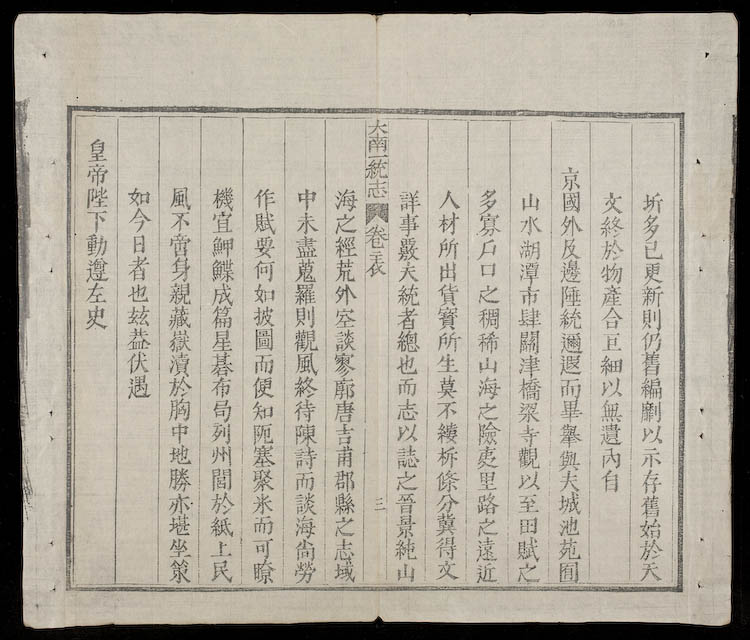 圻多已更新則仍舊編劘以示存舊始於天
文終於物產合巨細以無遺內自
京國外及邊陲統邇遐而畢舉與夫城池苑囿
山水湖潭市肆關津橋梁寺觀以至田賦之
多寡戶口之稠稀山海之險夷里路之遠近
人材所出貨寶所生莫不縷柝條分冀得文
詳事覈夫統者總也而志以誌之晉景純山
大南一統志 卷之 三
海之經荒外空談寥廓唐吉甫郡縣之志域
中未盡蒐羅則觀風終待陳詩而談海尚勞
作賦要何如披圖而便知阨塞聚米而可瞭
機宜鯽鰈成篇星碁布局列州閭於紙上民
風不啻身親藏嶽瀆於胸中地勝亦堪坐策
如今日者也玆葢伏遇
皇帝陛下動遵左史